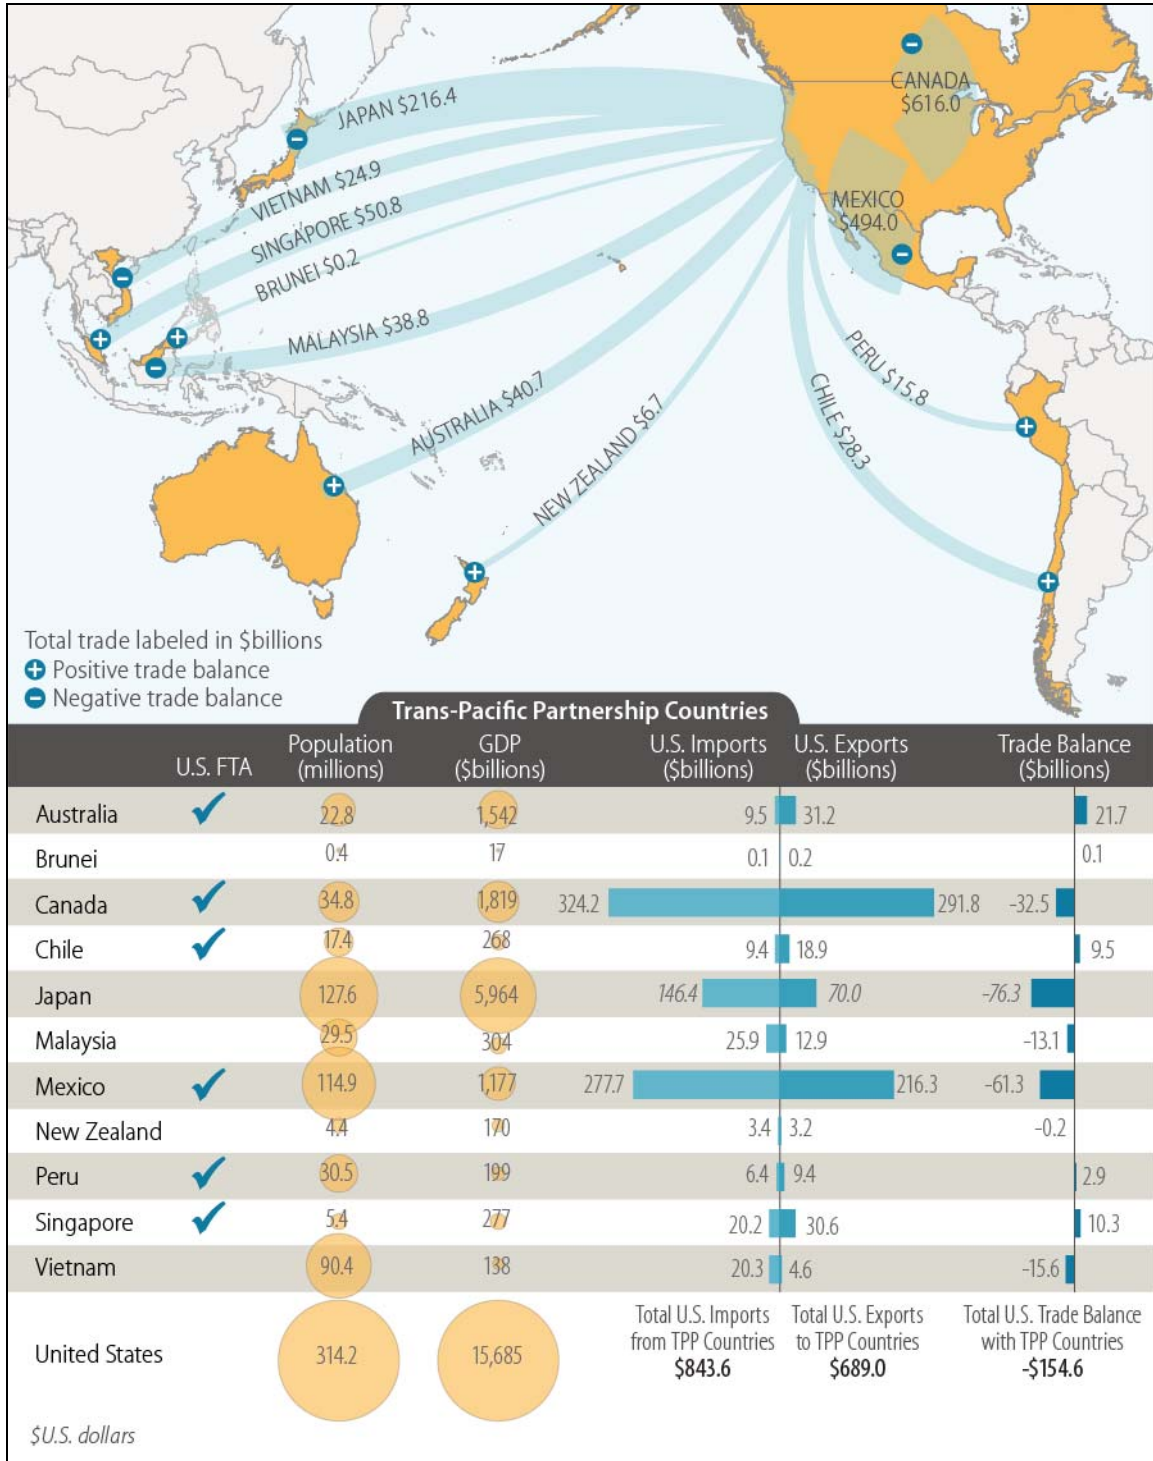 JAPAN $216.4
VIETNAM $24.9
SINGAPORE $50.8
BRUNEI $0.2
MALAYSIA $38.8
AUSTRALIA $40.7
NEW ZEALAND $6.7
CANADA
$616.0
MEXICO
$494.0
PERU $15.8
CHILE $28.3
Total trade labeled in $billions
+ Positive trade balance
− Negative trade balance
Trans-Pacific Partnership Countries
U.S. FTA Population (millions) GDP ($billions) U.S. Imports ($billions) U.S. Exports ($billions) Trade Balance ($billions)
Australia ✓ 22.8 1,542 9.5 31.2 21.7
Brunei 0.4 17 0.1 0.2 0.1
Canada ✓ 34.8 1,819 324.2 291.8 -32.5
Chile ✓ 17.4 268 9.4 18.9 9.5
Japan 127.6 5,964 146.4 70.0 -76.3
Malaysia 29.5 304 25.9 12.9 -13.1
Mexico ✓ 114.9 1,177 277.7 216.3 -61.3
New Zealand 4.4 170 3.4 3.2 -0.2
Peru ✓ 30.5 199 6.4 9.4 2.9
Singapore ✓ 5.4 277 20.2 30.6 10.3
Vietnam 90.4 138 20.3 4.6 -15.6
United States 314.2 15,685
Total U.S. Imports
from TPP Countries
$843.6
Total U.S. Exports
to TPP Countries
$689.0
Total U.S. Trade Balance
with TPP Countries
-$154.6
$U.S. dollars